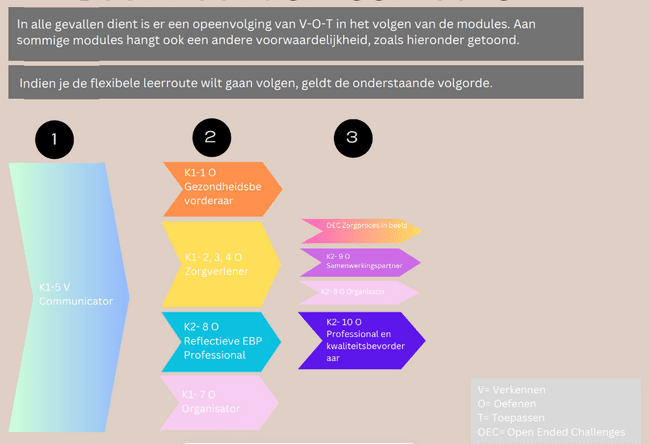 In alle gevallen dient is er een opeenvolging van V-O-T in het volgen van de modules. Aan
sommige modules hangt ook een andere voorwaardelijkheid, zoals hieronder getoond.
Indien je de flexibele leerroute wilt gaan volgen, geldt de onderstaande volgorde.
1
2
3
K1-5 V
Communicator
K1-1 O
Gezondheidsbe
vorderaar
K1- 2, 3, 4 O
Zorgverlener
K2- 8 O
Reflectieve EBP
Professional
K1- 7 O
Organisator
OEC Zorgproces in beeld
K2- 9 O
Samenwerkingspartner
O Organisator
K2- 10 O
Professional en
kwaliteitsbevorder
aar
V= Verkennen
O= Oefenen
T= Toepassen
OEC= Open Ended Challenges